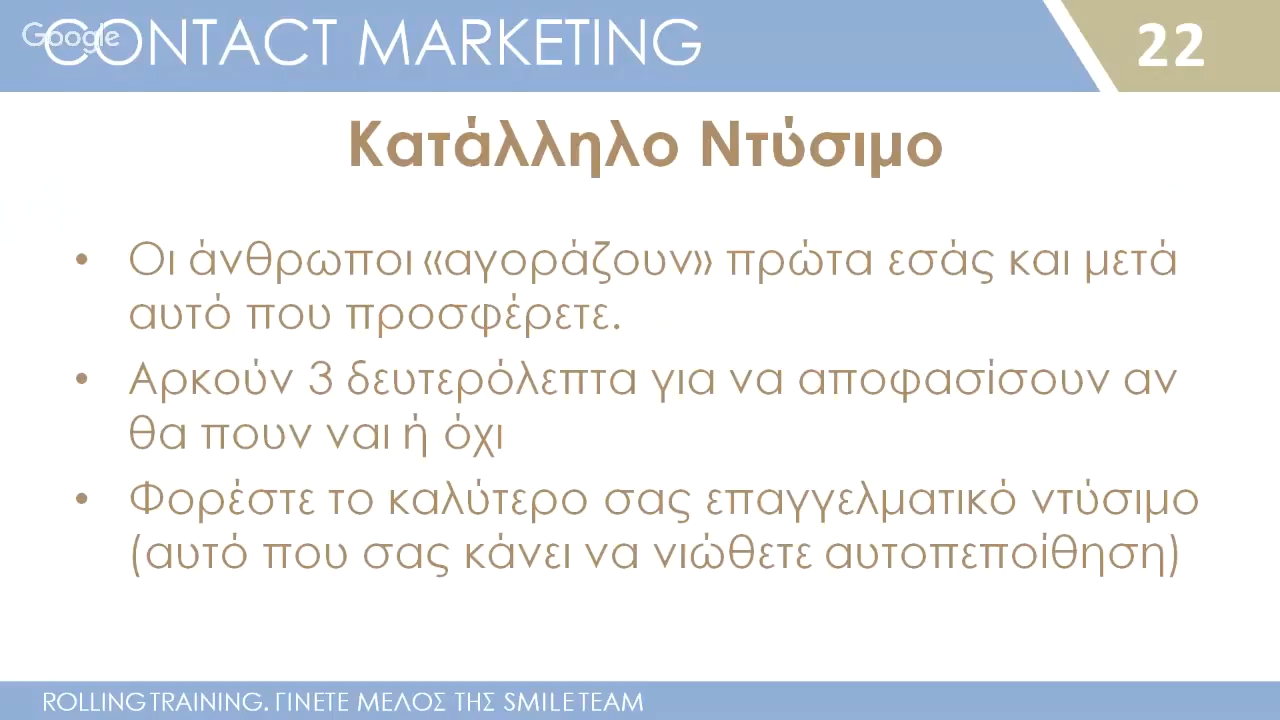 CONTACT MARKETING
Google
22
Κατάλληλο Ντύσιμο
• Οι άνθρωποι «αγοράζουν» πρώτα εσάς και μετά
αυτό που προσφέρετε.
• Αρκούν 3 δευτερόλεπτα για να αποφασίσουν αν
θα πουν ναι ή όχι
• Φορέστε το καλύτερο σας επαγγελματικό ντύσιμο
(αυτό που σας κάνει να νιώθετε αυτοπεποίθηση)
ROLLING TRAINING. ΓΙΝΕΤΕ ΜΕΛΟΣ ΤΗΣ SMILE TEAM